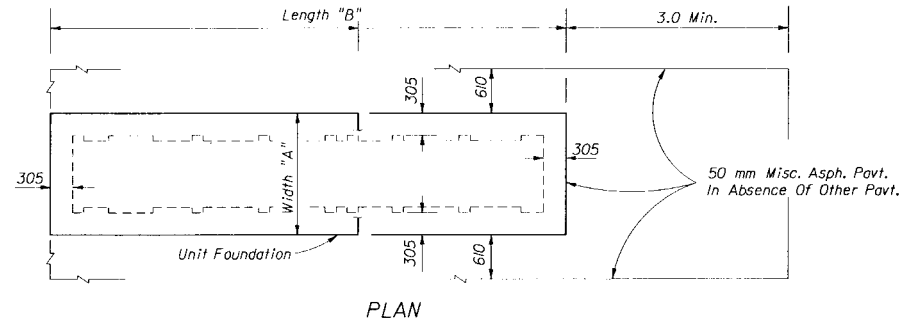 Length "B"
3.0 Min.
305
610
305
Width "A"
305
50 mm Misc. Asph. Pavt.
In Absence Of Other Pavt.
Unit Foundation
305
610
PLAN